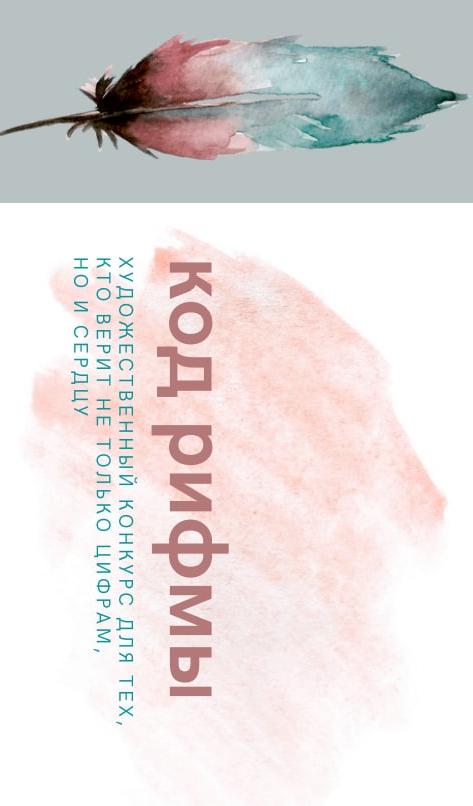 код рифмы
ХУДОЖЕСТВЕННЫЙ КОНКУРС ДЛЯ ТЕХ,
КТО ВЕРИТ НЕ ТОЛЬКО ЦИФРАМ,
НО И СЕРДЦУ